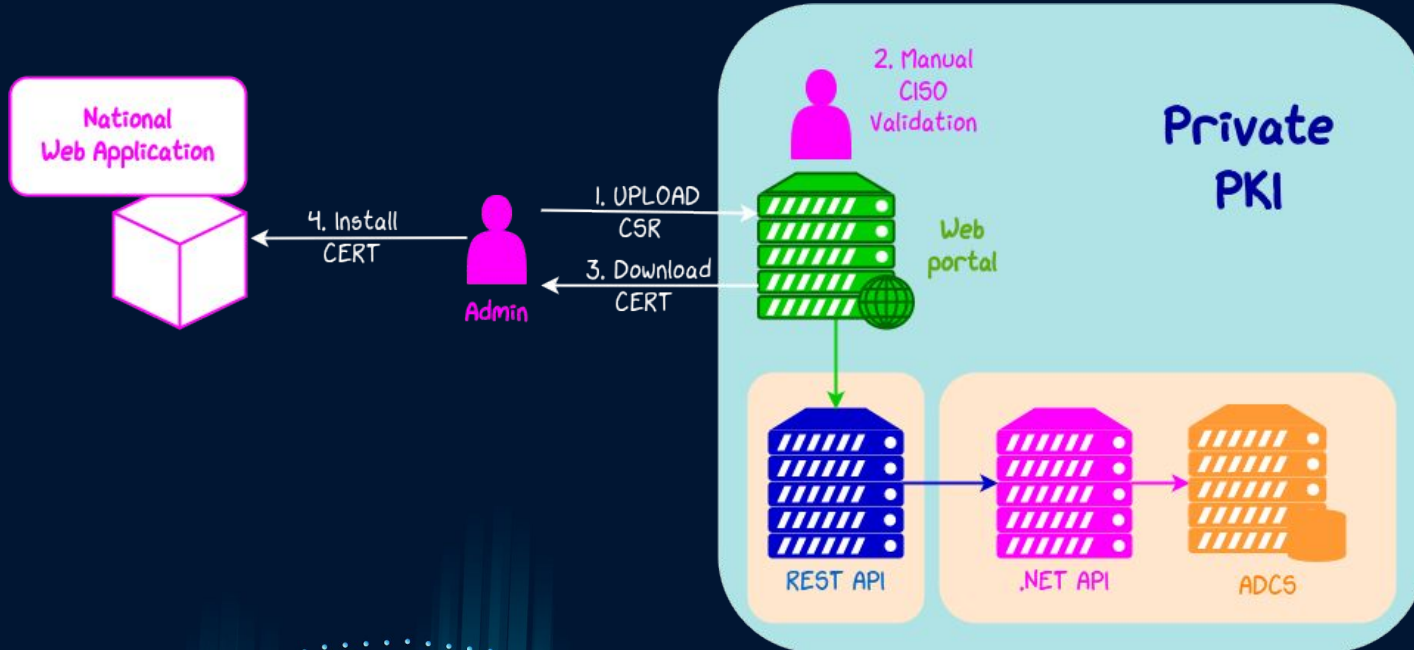 National
Web Application
4. Install
CERT
Admin
1. UPLOAD
CSR
3. Download
CERT
2. Manual
CISO
Validation
Private
PKI
Web
portal
REST API
.NET API
ADCS